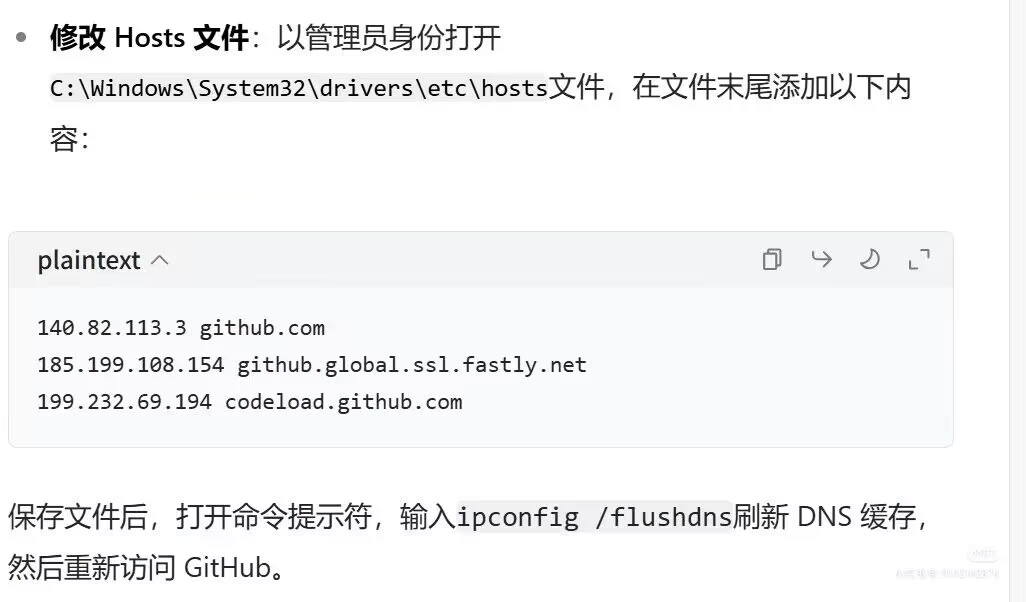 修改 Hosts 文件：以管理员身份打开
C:\Windows\System32\drivers\etc\hosts文件，在文件末尾添加以下内
容：
plaintext
140.82.113.3 github.com
185.199.108.154 github.global.ssl.fastly.net
199.232.69.194 codeload.github.com
保存文件后，打开命令提示符，输入ipconfig /flushdns刷新 DNS 缓存，
然后重新访问 GitHub。